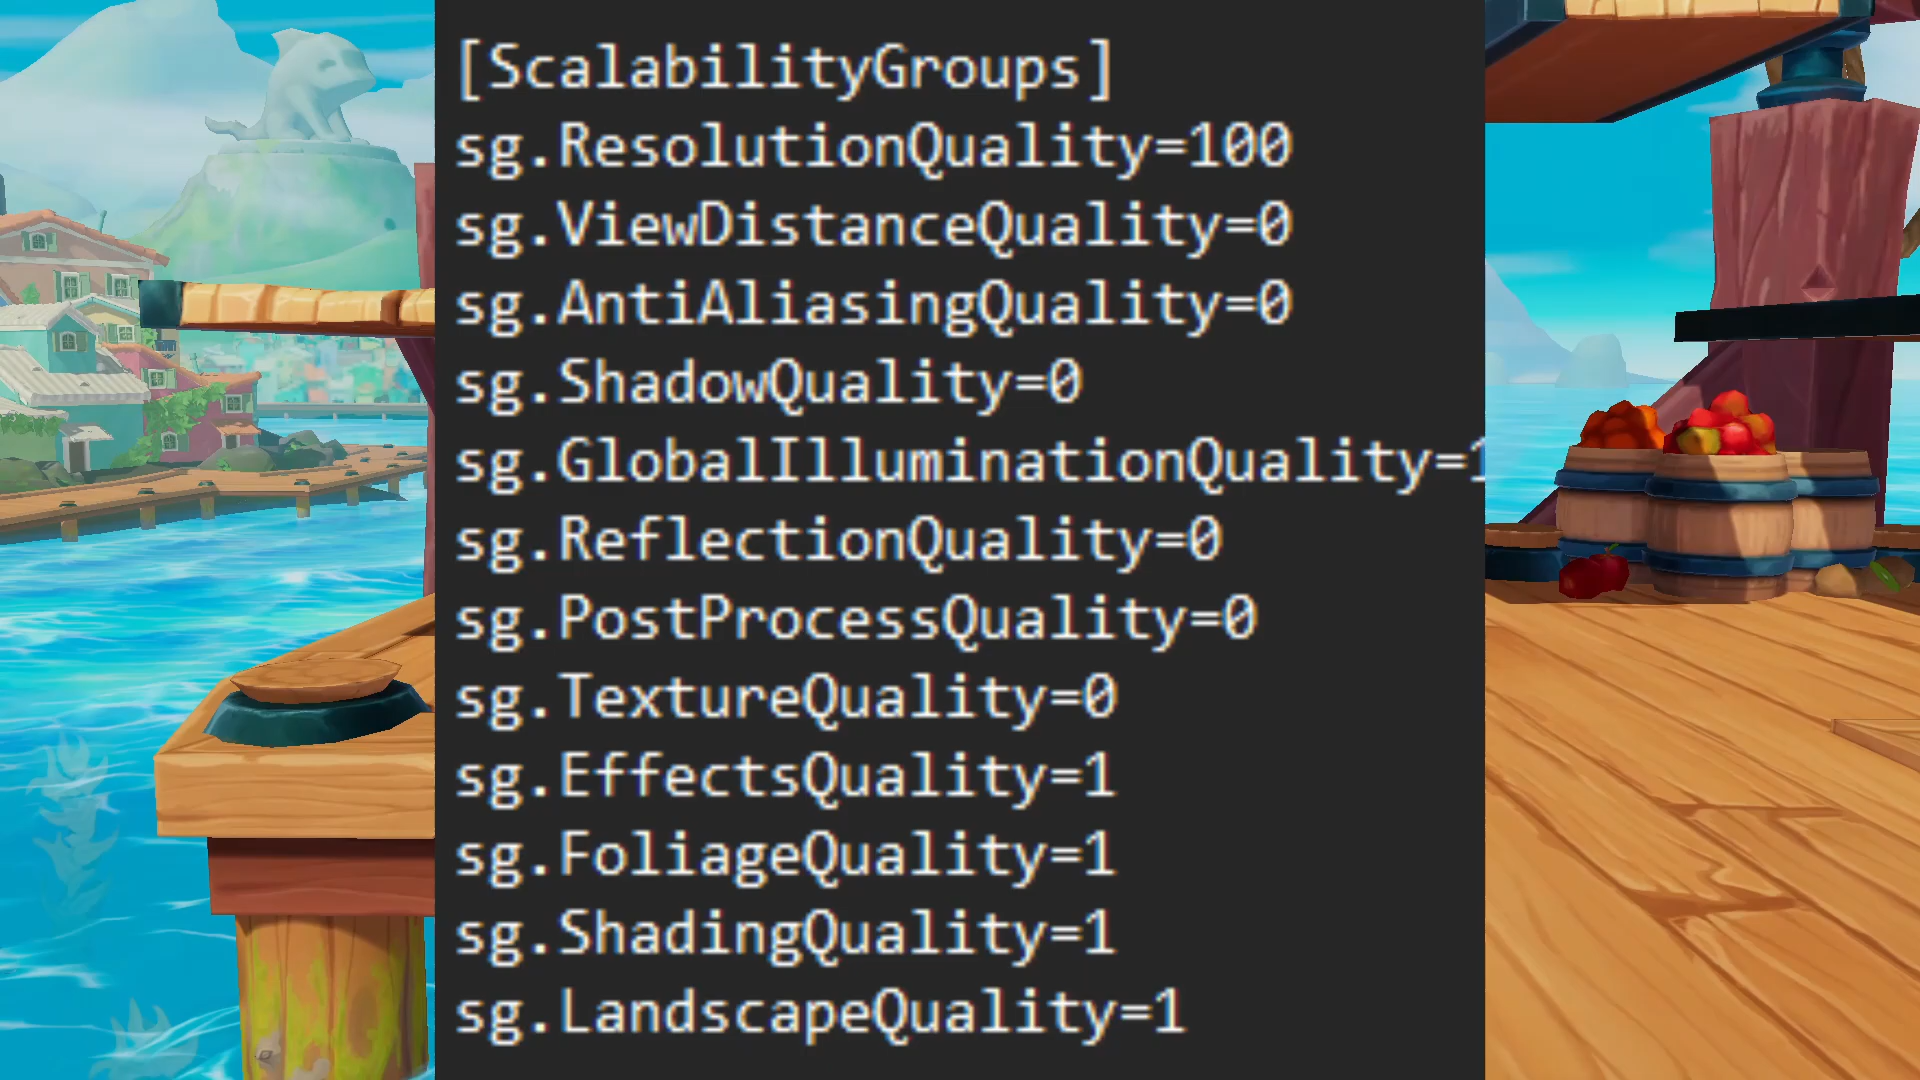 [ScalabilityGroups]
sg.ResolutionQuality=100
sg.ViewDistanceQuality=0
sg.AntiAliasingQuality=0
sg.ShadowQuality=0
sg.GlobalIlluminationQuality=1
sg.ReflectionQuality=0
sg.PostProcessQuality=0
sg.TextureQuality=0
sg.EffectsQuality=1
sg.FoliageQuality=1
sg.ShadingQuality=1
sg.LandscapeQuality=1